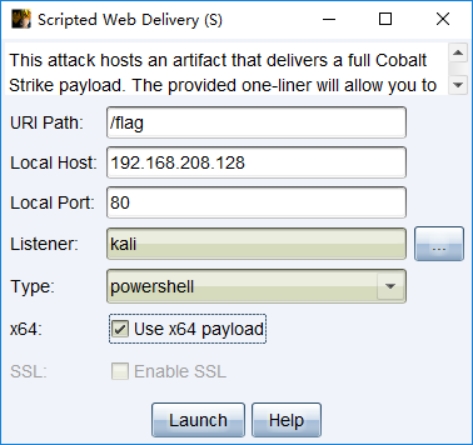 Scripted Web Delivery (S)
This attack hosts an artifact that delivers a full Cobalt
Strike payload. The provided one-liner will allow you to
URI Path: /flag
Local Host: 192.168.208.128
Local Port: 80
Listener: kali ...
Type: powershell
x64: Use x64 payload
SSL: Enable SSL
Launch Help